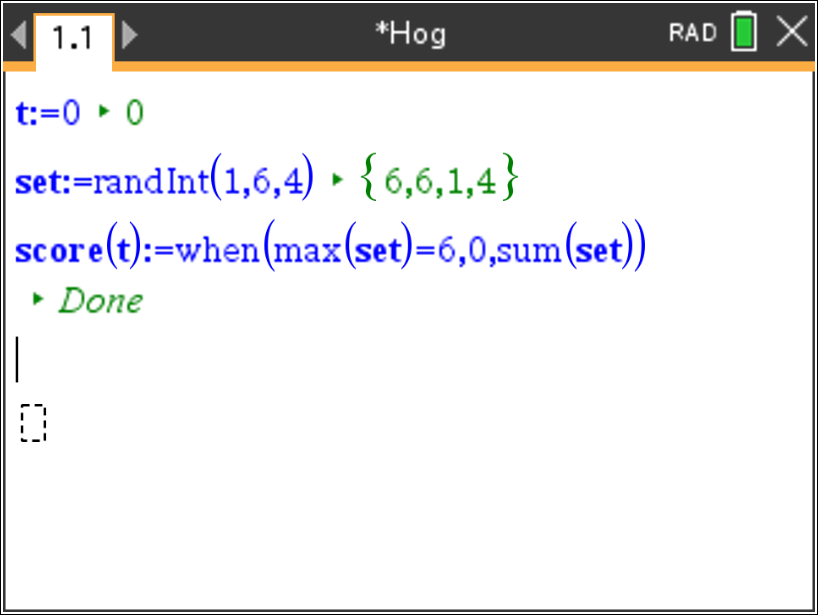 1.1 *Hog RAD
t:=0 ▸ 0
set:=randInt(1,6,4) ▸ {6,6,1,4}
score(t):=when(max(set)=6,0,sum(set))
▸ Done